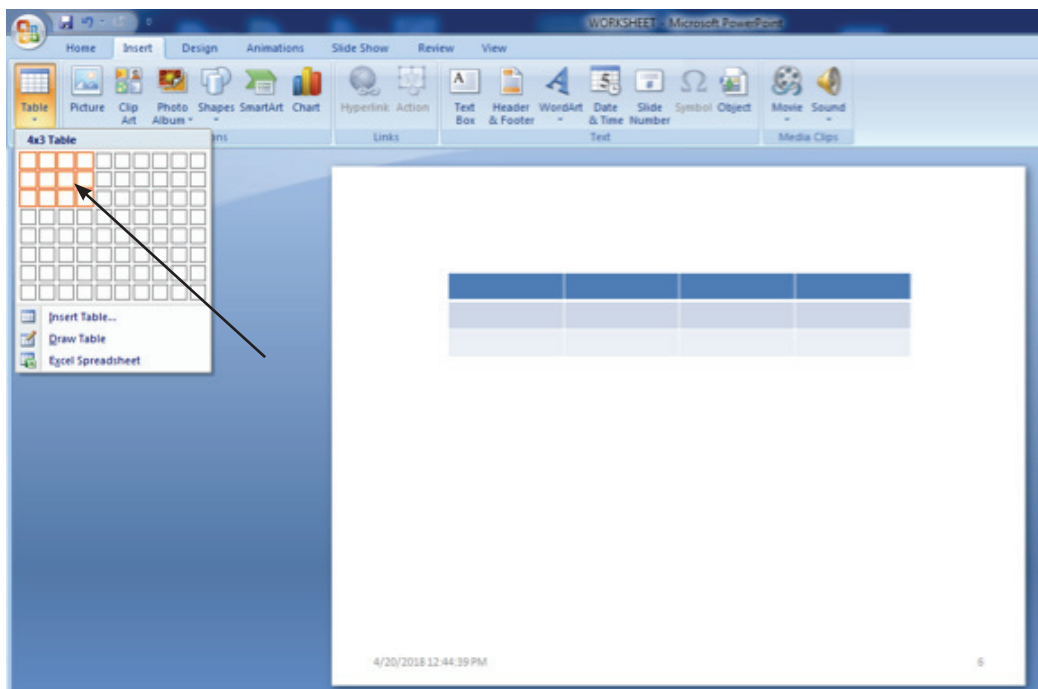 WORKSHEET - Microsoft PowerPoint
Home Insert Design Animations Slide Show Review View
Table Picture Clip Art Photo Album Shapes SmartArt Chart Hyperlink Action Text Box Header & Footer WordArt Date & Time Slide Number Symbol Object Movie Sound
Links Text Media Clips
4x3 Table
Insert Table...
Draw Table
Excel Spreadsheet
4/20/2018 12:44:39 PM 6